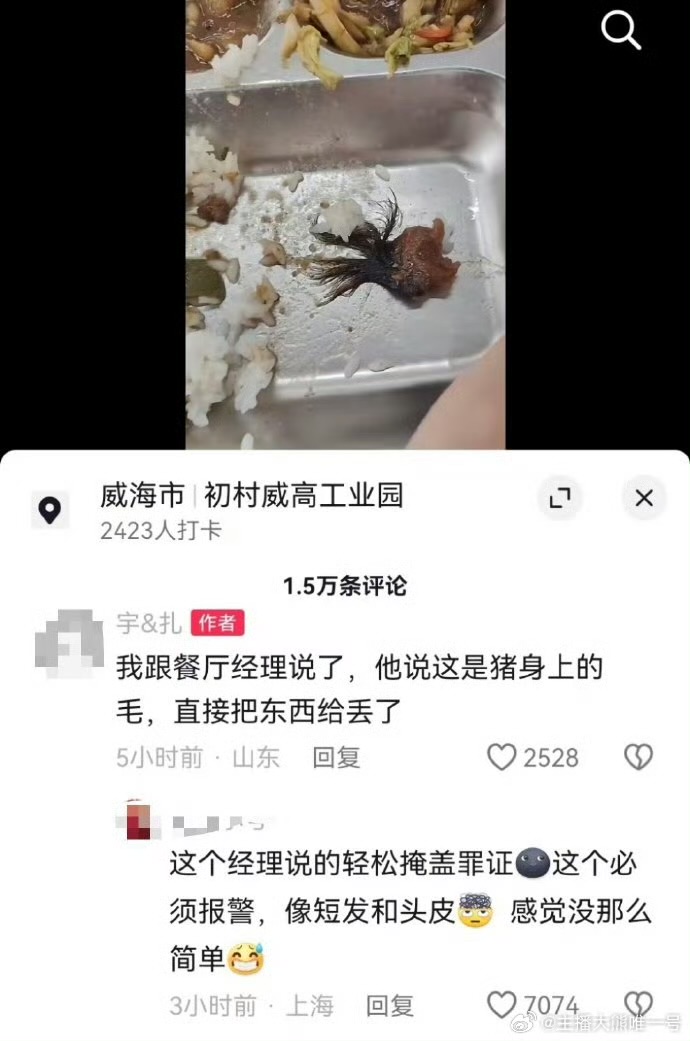 威海市 | 初村威高工业园
2423人打卡
1.5万条评论
宇&扎 作者
我跟餐厅经理说了，他说这是猪身上的
毛，直接把东西给丢了
5小时前 · 山东 回复 2528
这个经理说的轻松掩盖罪证🌚这个必
须报警，像短发和头皮 感觉没那么
简单😅
3小时前 · 上海 回复 7074
@主播大熊唯一号